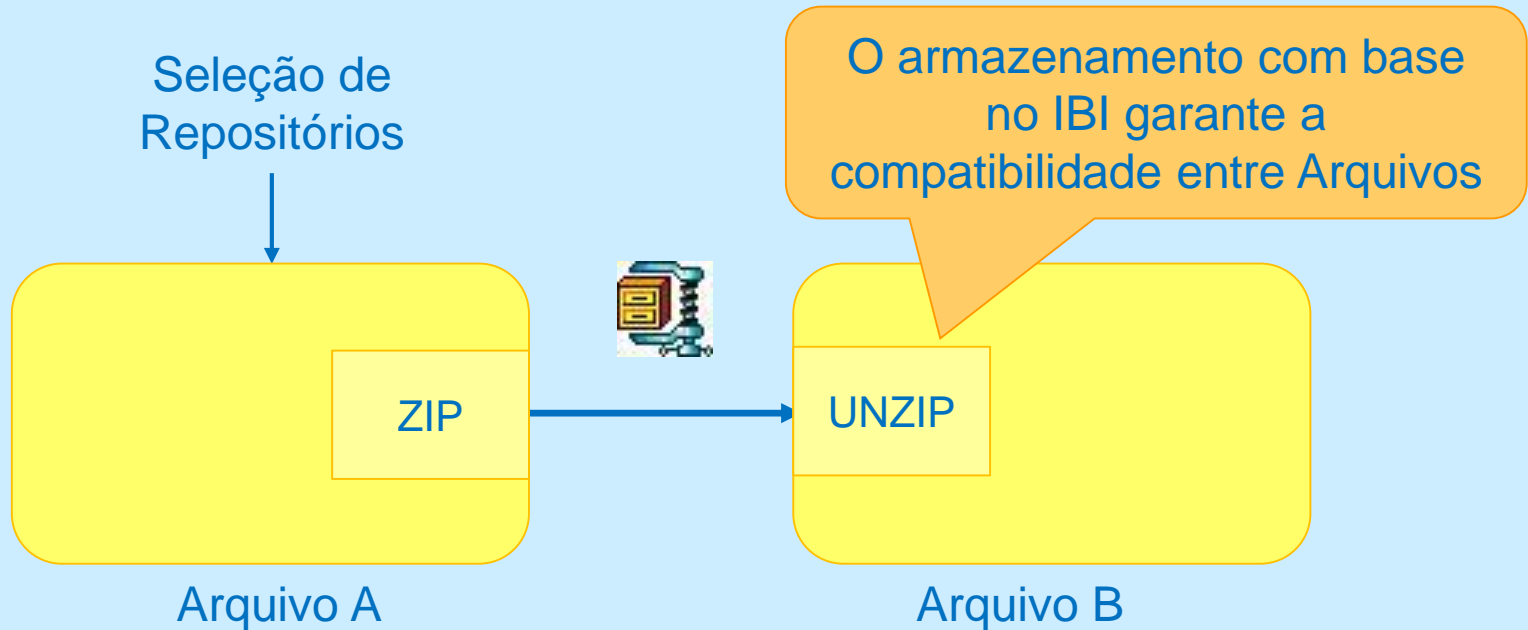 Seleção de
Repositórios
O armazenamento com base
no IBI garante a
compatibilidade entre Arquivos
ZIP
UNZIP
Arquivo A
Arquivo B